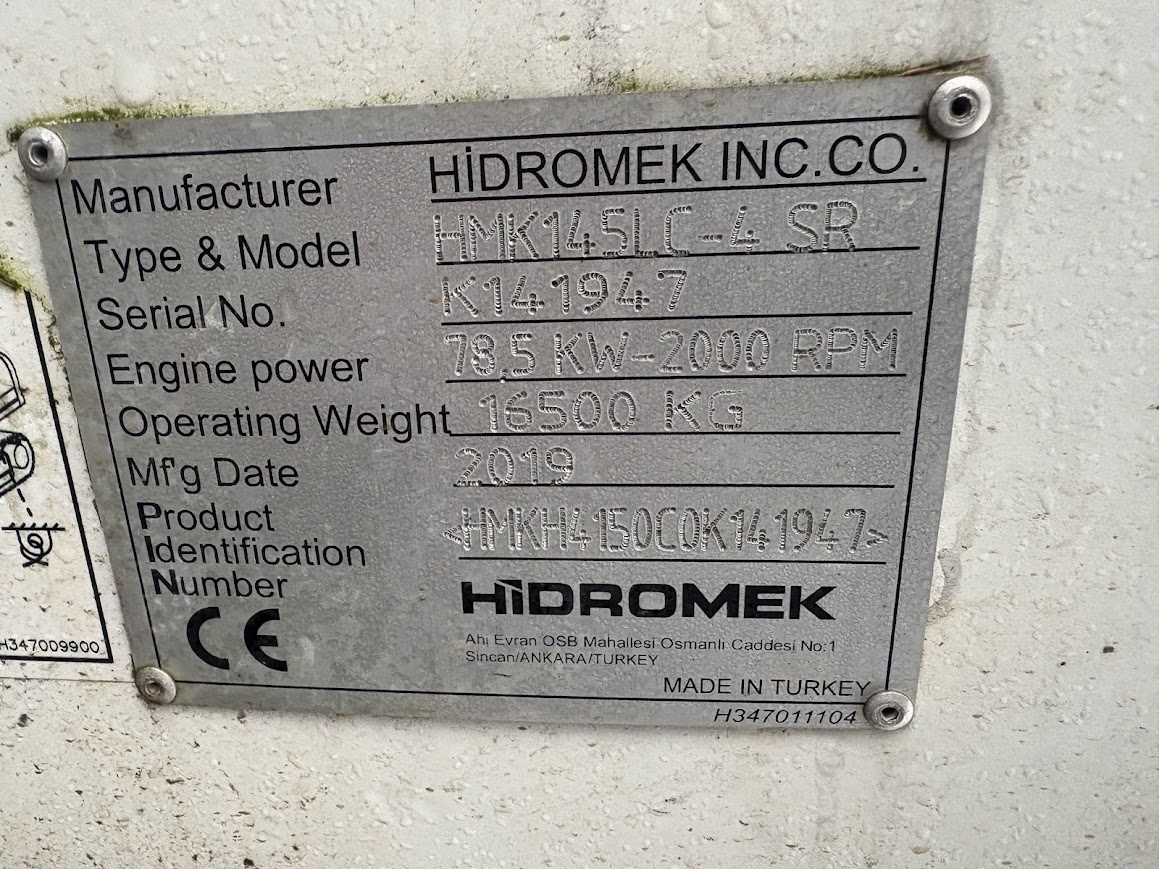 Manufacturer HİDROMEK INC.CO.
Type & Model HMK145LC-4 SR
Serial No. K141947
Engine power 78,5 KW-2000 RPM
Operating Weight 16500 KG
Mf'g Date 2019
Product
Identification
Number
*HMKH4150C0K141947*
CE
HİDROMEK
Ahi Evran OSB Mahallesi Osmanlı Caddesi No:1
Sincan/ANKARA/TURKEY
MADE IN TURKEY
H347011104
H347009900